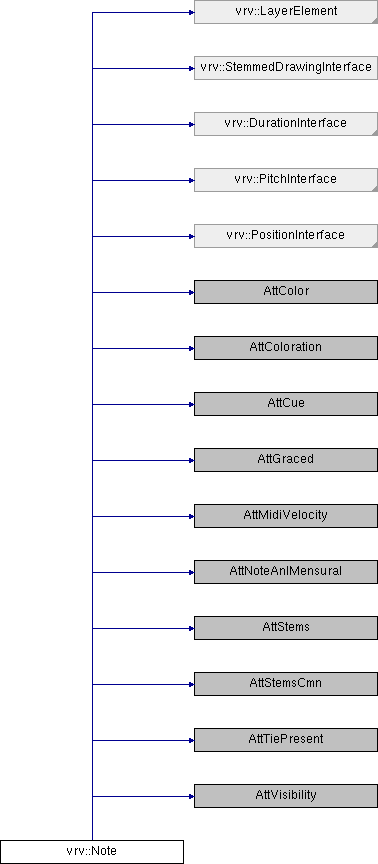 vrv::LayerElement
vrv::StemmedDrawingInterface
vrv::DurationInterface
vrv::PitchInterface
vrv::PositionInterface
AttColor
AttColoration
AttCue
AttGraced
AttMidiVelocity
AttNoteAnlMensural
AttStems
AttStemsCmn
AttTiePresent
AttVisibility
vrv::Note